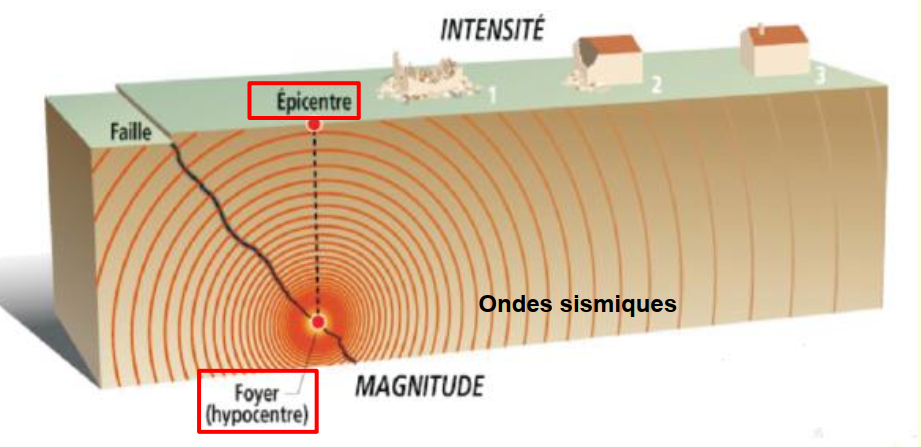 INTENSITÉ
Épicentre
1
2
3
Faille
Ondes sismiques
Foyer
(hypocentre)
MAGNITUDE